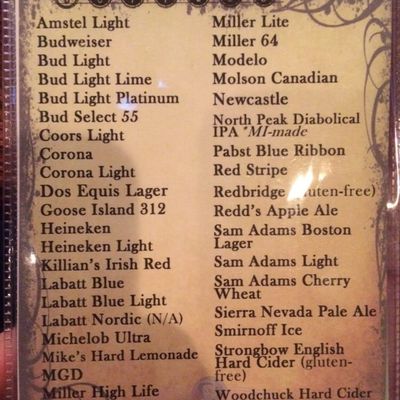 Amstel Light
Budweiser
Bud Light
Bud Light Lime
Bud Light Platinum
Bud Select 55
Coors Light
Corona
Corona Light
Dos Equis Lager
Goose Island 312
Heineken
Heineken Light
Killian's Irish Red
Labatt Blue
Labatt Blue Light
Labatt Nordic (N/A)
Michelob Ultra
Mike's Hard Lemonade
MGD
Miller High Life
Miller Lite
Miller 64
Modelo
Molson Canadian
Newcastle
North Peak Diabolical
IPA *MI-made
Pabst Blue Ribbon
Red Stripe
Redbridge (gluten-free)
Redd's Apple Ale
Sam Adams Boston
Lager
Sam Adams Light
Sam Adams Cherry
Wheat
Sierra Nevada Pale Ale
Smirnoff Ice
Strongbow English
Hard Cider (gluten-
free)
Woodchuck Hard Cider